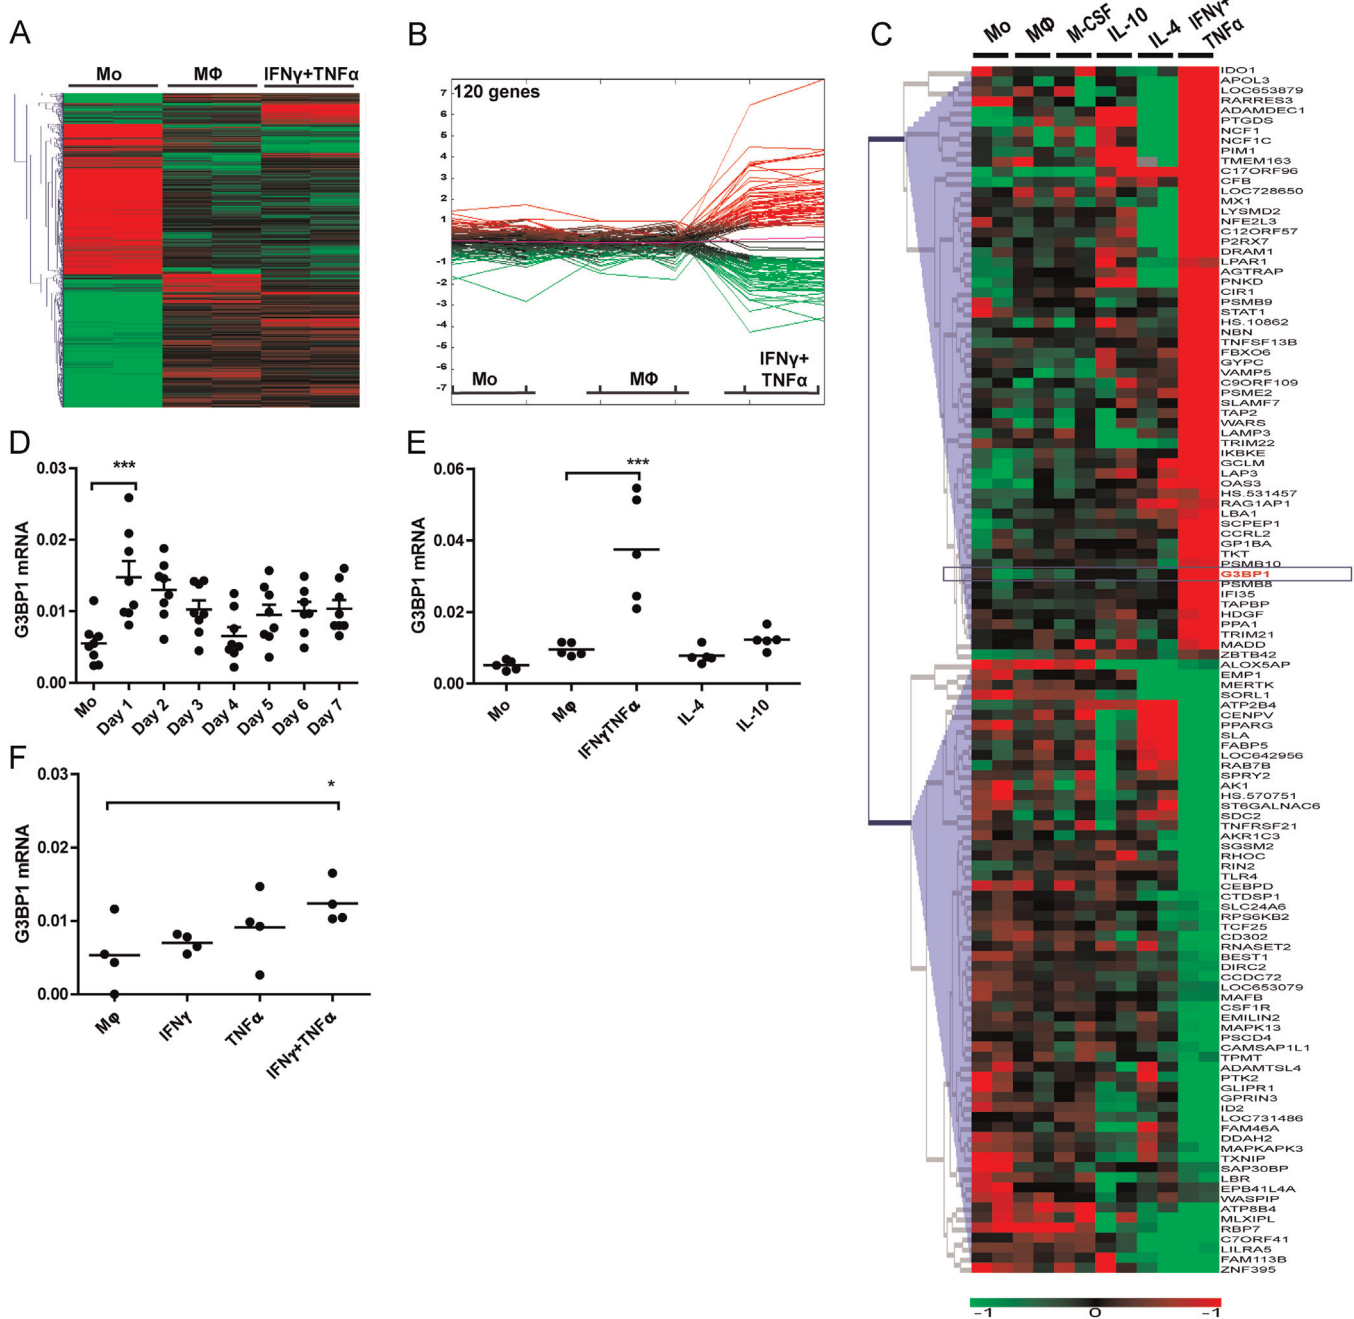 A
Mo
MΦ
IFNγ+TNFα
B
120 genes
7
6
5
4
3
2
1
-1
-2
-3
-4
-5
-6
-7
Mo
MΦ
IFNγ+
TNFα
C
Mo
MΦ
M-CSF
IL-10
IL-4
IFNγ+
TNFα
IDO1
APOL3
LOC653879
RARRES3
ADAMDEC1
PTGDS
NCF1
NCF1C
PIM1
TMEM163
C17ORF96
CFB
LOC728650
MX1
LYSMD2
NFE2L3
C12ORF57
P2RX7
DRAM1
LPAR1
AGTRAP
PNKD
CIR1
PSMB9
STAT1
HS.10862
NBN
TNFSF13B
FBXO6
GYPC
VAMP5
C9ORF109
PSME2
SLAMF7
TAP2
WARS
LAMP3
TRIM22
IKBKE
GCLM
LAP3
OAS3
HS.531457
RAG1AP1
LBA1
SCPEP1
CCRL2
GP1BA
TKT
PSMB10
G3BP1
PSMB8
IFI35
TAPBP
HDGF
PPA1
TRIM21
MADD
ZBTB42
ALOX5AP
EMP1
MERTK
SORL1
ATP2B4
CENPV
PPARG
SLA
FABP5
LOC642956
RAB7B
SPRY2
AK1
HS.570751
ST6GALNAC6
SDC2
TNFRSF21
AKR1C3
SGSM2
RHOC
RIN2
TLR4
CEBPD
CTDSP1
SLC24A6
RPS6KB2
TCF25
CD302
RNASET2
BEST1
DIRC2
CCDC72
LOC653079
MAFB
CSF1R
EMILIN2
MAPK13
PSCD4
CAMSAP1L1
TPMT
ADAMTSL4
PTK2
GLIPR1
GPRIN3
ID2
LOC731486
FAM46A
DDAH2
MAPKAPK3
TXNIP
SAP30BP
LBR
EPB41L4A
WASPIP
ATP8B4
MLXIPL
RBP7
C7ORF41
LILRA5
FAM113B
ZNF395
-1
0
-1
D
G3BP1 mRNA
0.03
0.02
0.01
0.00
***
Mo
Day 1
Day 2
Day 3
Day 4
Day 5
Day 6
Day 7
E
G3BP1 mRNA
0.06
0.04
0.02
0.00
***
Mo
Mφ
IFNγTNFα
IL-4
IL-10
F
G3BP1 mRNA
0.03
0.02
0.01
0.00
*
Mφ
IFNγ
TNFα
IFNγ+TNFα